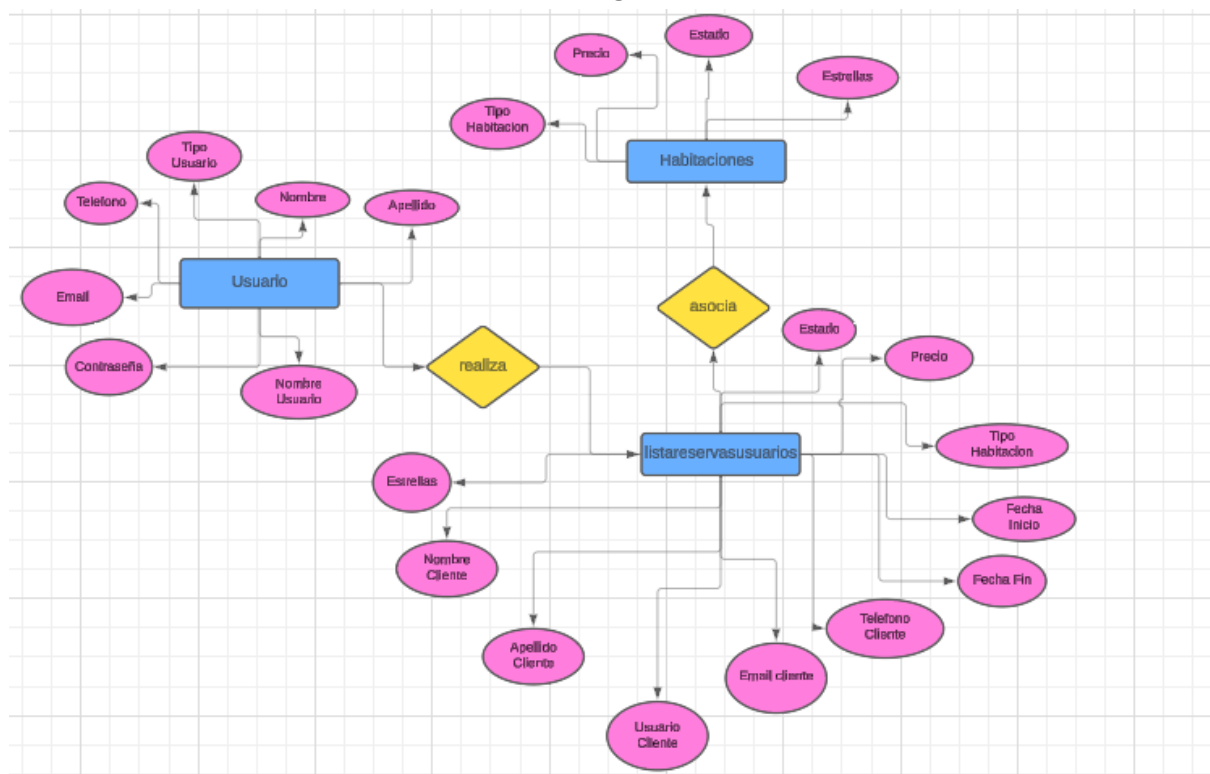 Estado
Precio
Estrellas
Tipo
Habitacion
Habitaciones
Tipo
Usuario
Telefono
Nombre
Apellido
Usuario
Email
Contraseña
Nombre
Usuario
realiza
asocia
Estado
Precio
Tipo
Habitacion
listareservasusuarios
Estrellas
Fecha
Inicio
Nombre
Cliente
Fecha Fin
Telefono
Cliente
Apellido
Cliente
Email cliente
Usuario
Cliente